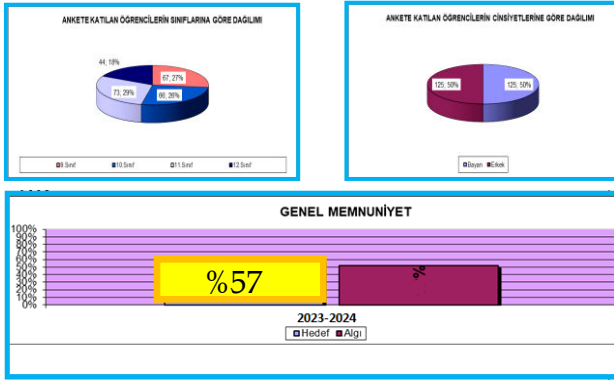 ANKETE KATILAN ÖĞRENCİLERİN SINIFLARINA GÖRE DAĞILIMI
44; 18%
67; 27%
73; 29%
66; 26%
9.Sınıf 10.Sınıf 11.Sınıf 12.Sınıf
ANKETE KATILAN ÖĞRENCİLERİN CİNSİYETLERİNE GÖRE DAĞILIMI
125; 50% 125; 50%
Bayan Erkek
GENEL MEMNUNİYET
100%
90%
80%
70%
60%
50%
40%
30%
20%
10%
0%
%57
%
2023-2024
Hedef Algı